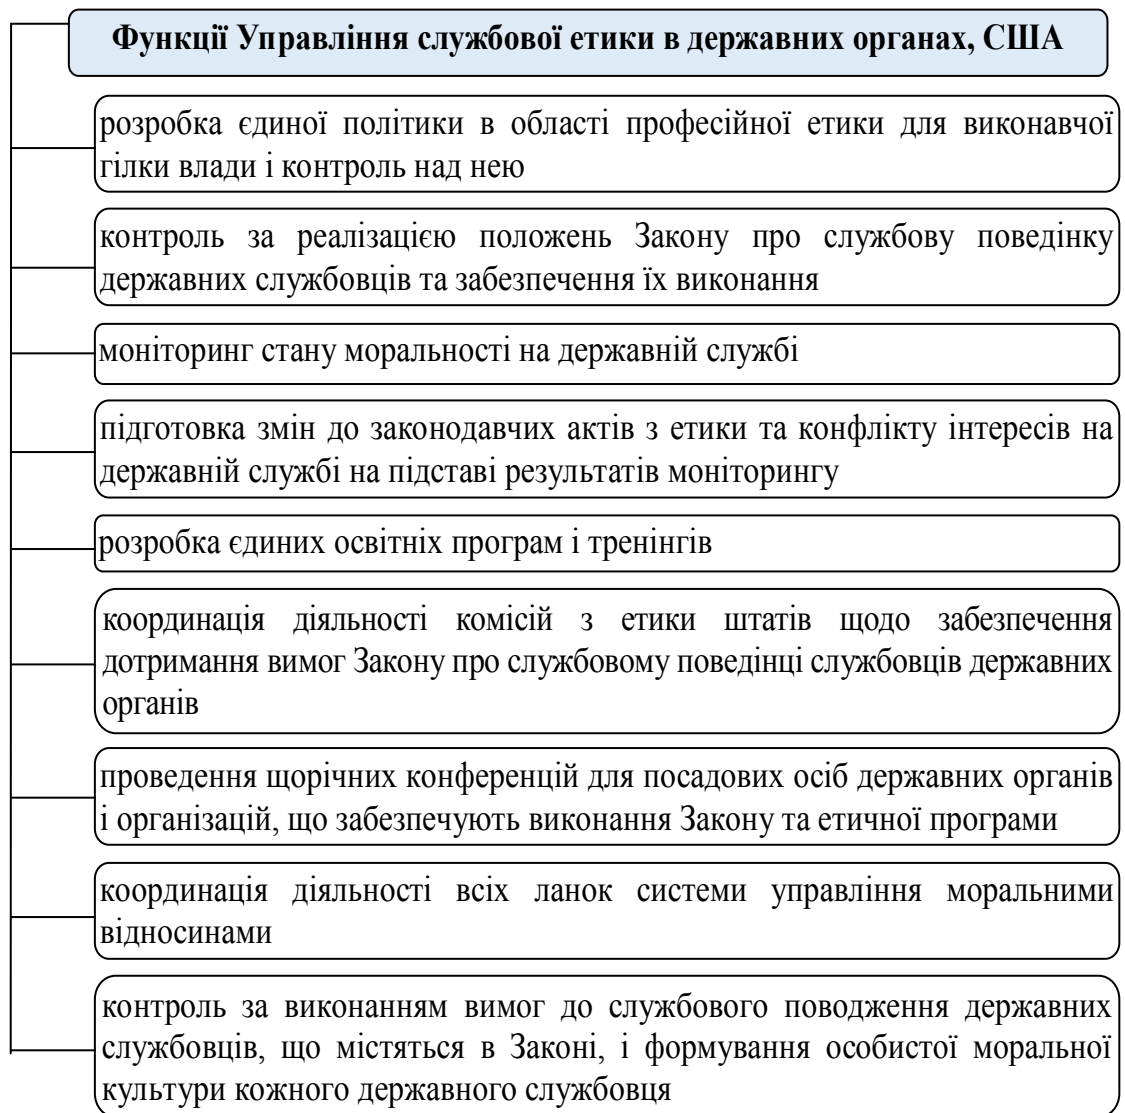 Функції Управління службової етики в державних органах, США
розробка єдиної політики в області професійної етики для виконавчої
гілки влади і контроль над нею
контроль за реалізацією положень Закону про службову поведінку
державних службовців та забезпечення їх виконання
моніторинг стану моральності на державній службі
підготовка змін до законодавчих актів з етики та конфлікту інтересів на
державній службі на підставі результатів моніторингу
розробка єдиних освітніх програм і тренінгів
координація діяльності комісій з етики штатів щодо забезпечення
дотримання вимог Закону про службовому поведінці службовців державних
органів
проведення щорічних конференцій для посадових осіб державних органів
і організацій, що забезпечують виконання Закону та етичної програми
координація діяльності всіх ланок системи управління моральними
відносинами
контроль за виконанням вимог до службового поводження державних
службовців, що містяться в Законі, і формування особистої моральної
культури кожного державного службовця